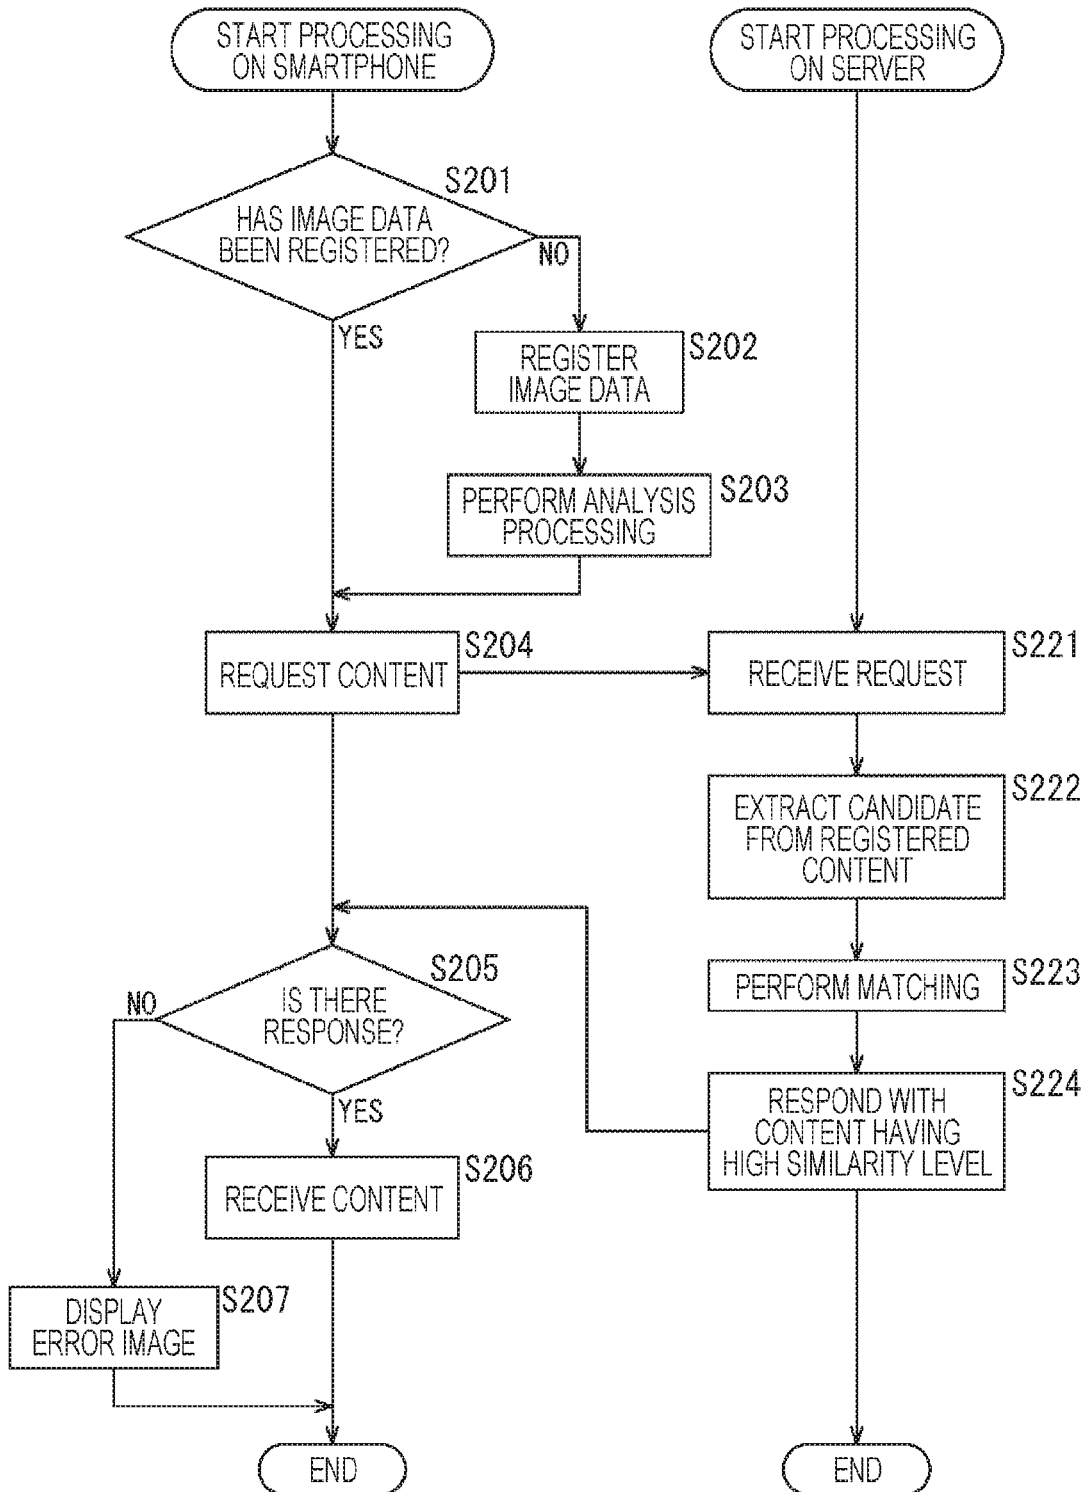 START PROCESSING
ON SMARTPHONE
START PROCESSING
ON SERVER
S201
HAS IMAGE DATA
BEEN REGISTERED?
NO
YES
S202
REGISTER
IMAGE DATA
S203
PERFORM ANALYSIS
PROCESSING
S204
REQUEST CONTENT
S221
RECEIVE REQUEST
S222
EXTRACT CANDIDATE
FROM REGISTERED
CONTENT
S205
IS THERE
RESPONSE?
NO
YES
S223
PERFORM MATCHING
S224
RESPOND WITH
CONTENT HAVING
HIGH SIMILARITY LEVEL
S206
RECEIVE CONTENT
S207
DISPLAY
ERROR IMAGE
END
END